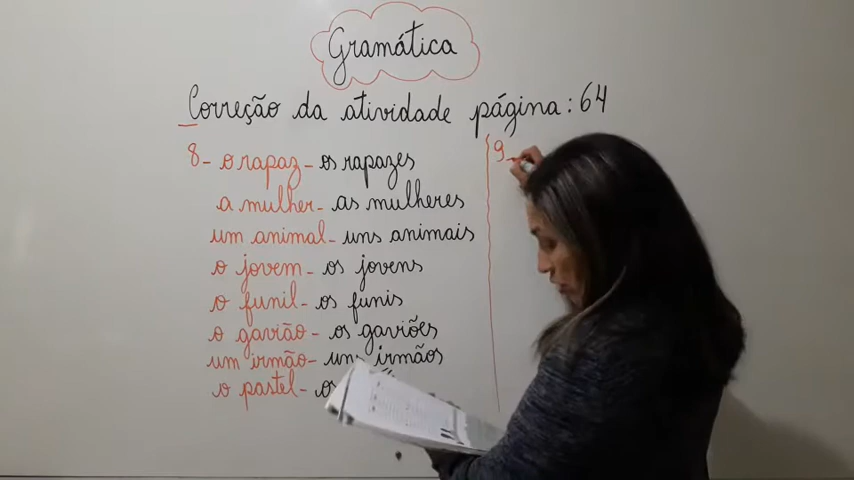 Gramática
Correção da atividade página: 64
8- o rapaz - os rapazes
a mulher - as mulheres
um animal - uns animais
o jovem - os jovens
o funil - os funis
o gavião - os gaviões
um irmão - uns irmãos
o pastel - os
9-